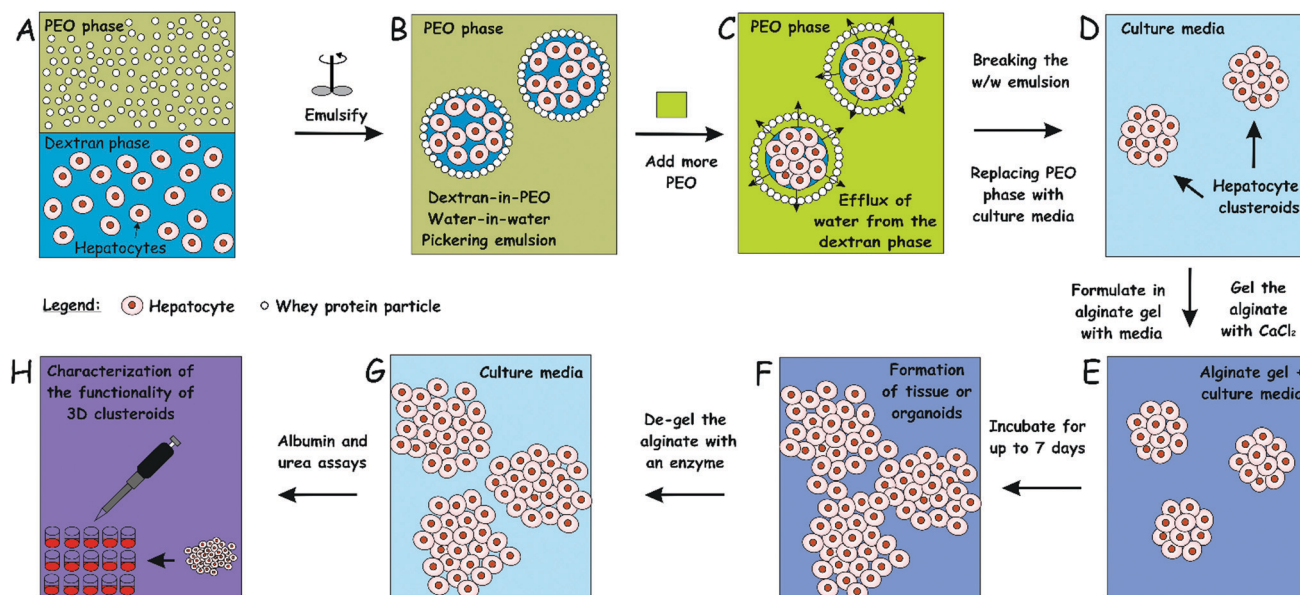 A
PEO phase
Dextran phase
Hepatocytes
Emulsify
B
PEO phase
Dextran-in-PEO
Water-in-water
Pickering emulsion
Add more
PEO
C
PEO phase
Efflux of
water from the
dextran phase
Breaking the
w/w emulsion
Replacing PEO
phase with
culture media
D
Culture media
Hepatocyte
clusteroids
Legend:
Hepatocyte
Whey protein particle
Formulate in
alginate gel
with media
Gel the
alginate
with CaCl₂
E
Alginate gel +
culture media
Incubate for
up to 7 days
F
Formation
of tissue or
organoids
De-gel the
alginate with
an enzyme
G
Culture media
Albumin and
urea assays
H
Characterization of
the functionality of
3D clusteroids